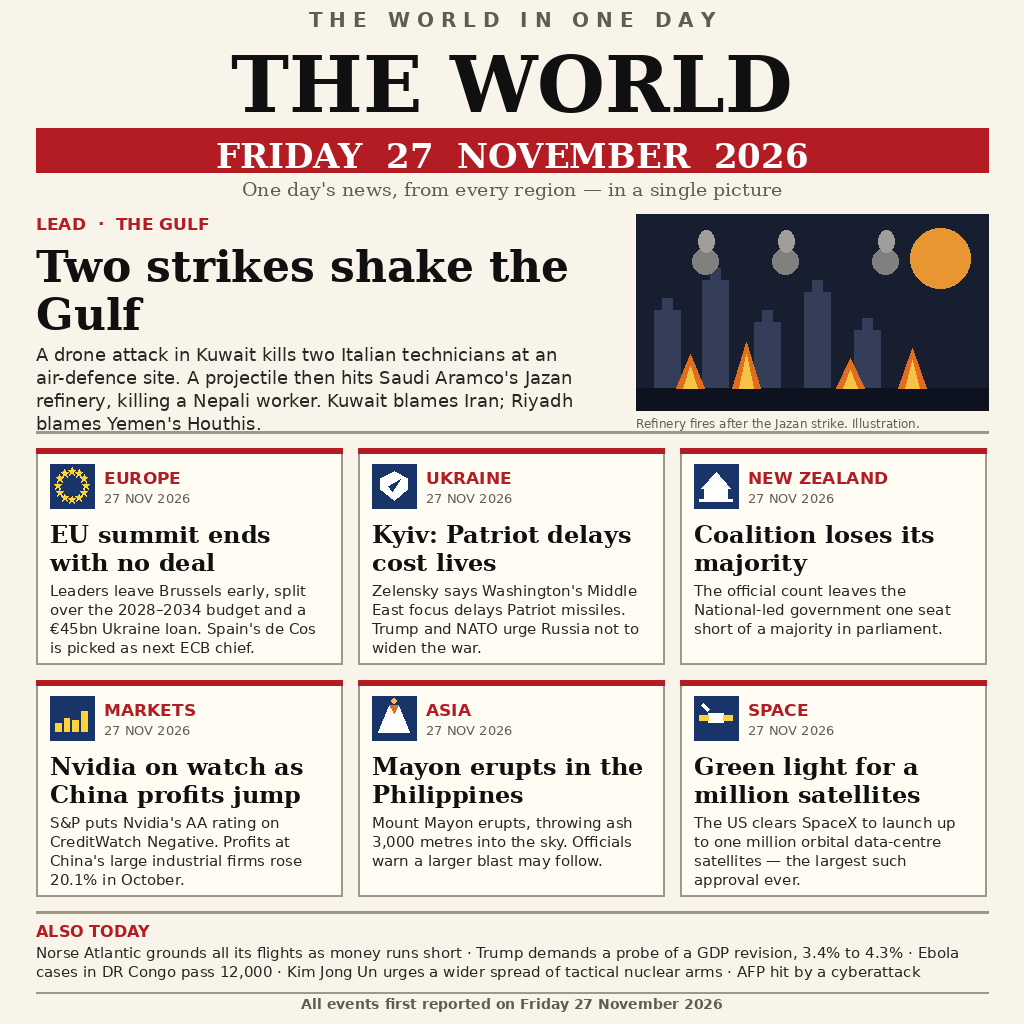 THE WORLD IN ONE DAY
THE WORLD
FRIDAY 27 NOVEMBER 2026
One day's news, from every region — in a single picture
LEAD · THE GULF
Two strikes shake the
Gulf
A drone attack in Kuwait kills two Italian technicians at an
air-defence site. A projectile then hits Saudi Aramco's Jazan
refinery, killing a Nepali worker. Kuwait blames Iran; Riyadh
blames Yemen's Houthis.
Refinery fires after the Jazan strike. Illustration.
EUROPE
27 NOV 2026
EU summit ends
with no deal
Leaders leave Brussels early, split
over the 2028–2034 budget and a
€45bn Ukraine loan. Spain's de Cos
is picked as next ECB chief.
UKRAINE
27 NOV 2026
Kyiv: Patriot delays
cost lives
Zelensky says Washington's Middle
East focus delays Patriot missiles.
Trump and NATO urge Russia not to
widen the war.
NEW ZEALAND
27 NOV 2026
Coalition loses its
majority
The official count leaves the
National-led government one seat
short of a majority in parliament.
MARKETS
27 NOV 2026
Nvidia on watch as
China profits jump
S&P puts Nvidia's AA rating on
CreditWatch Negative. Profits at
China's large industrial firms rose
20.1% in October.
ASIA
27 NOV 2026
Mayon erupts in the
Philippines
Mount Mayon erupts, throwing ash
3,000 metres into the sky. Officials
warn a larger blast may follow.
SPACE
27 NOV 2026
Green light for a
million satellites
The US clears SpaceX to launch up
to one million orbital data-centre
satellites — the largest such
approval ever.
ALSO TODAY
Norse Atlantic grounds all its flights as money runs short · Trump demands a probe of a GDP revision, 3.4% to 4.3% · Ebola
cases in DR Congo pass 12,000 · Kim Jong Un urges a wider spread of tactical nuclear arms · AFP hit by a cyberattack
All events first reported on Friday 27 November 2026